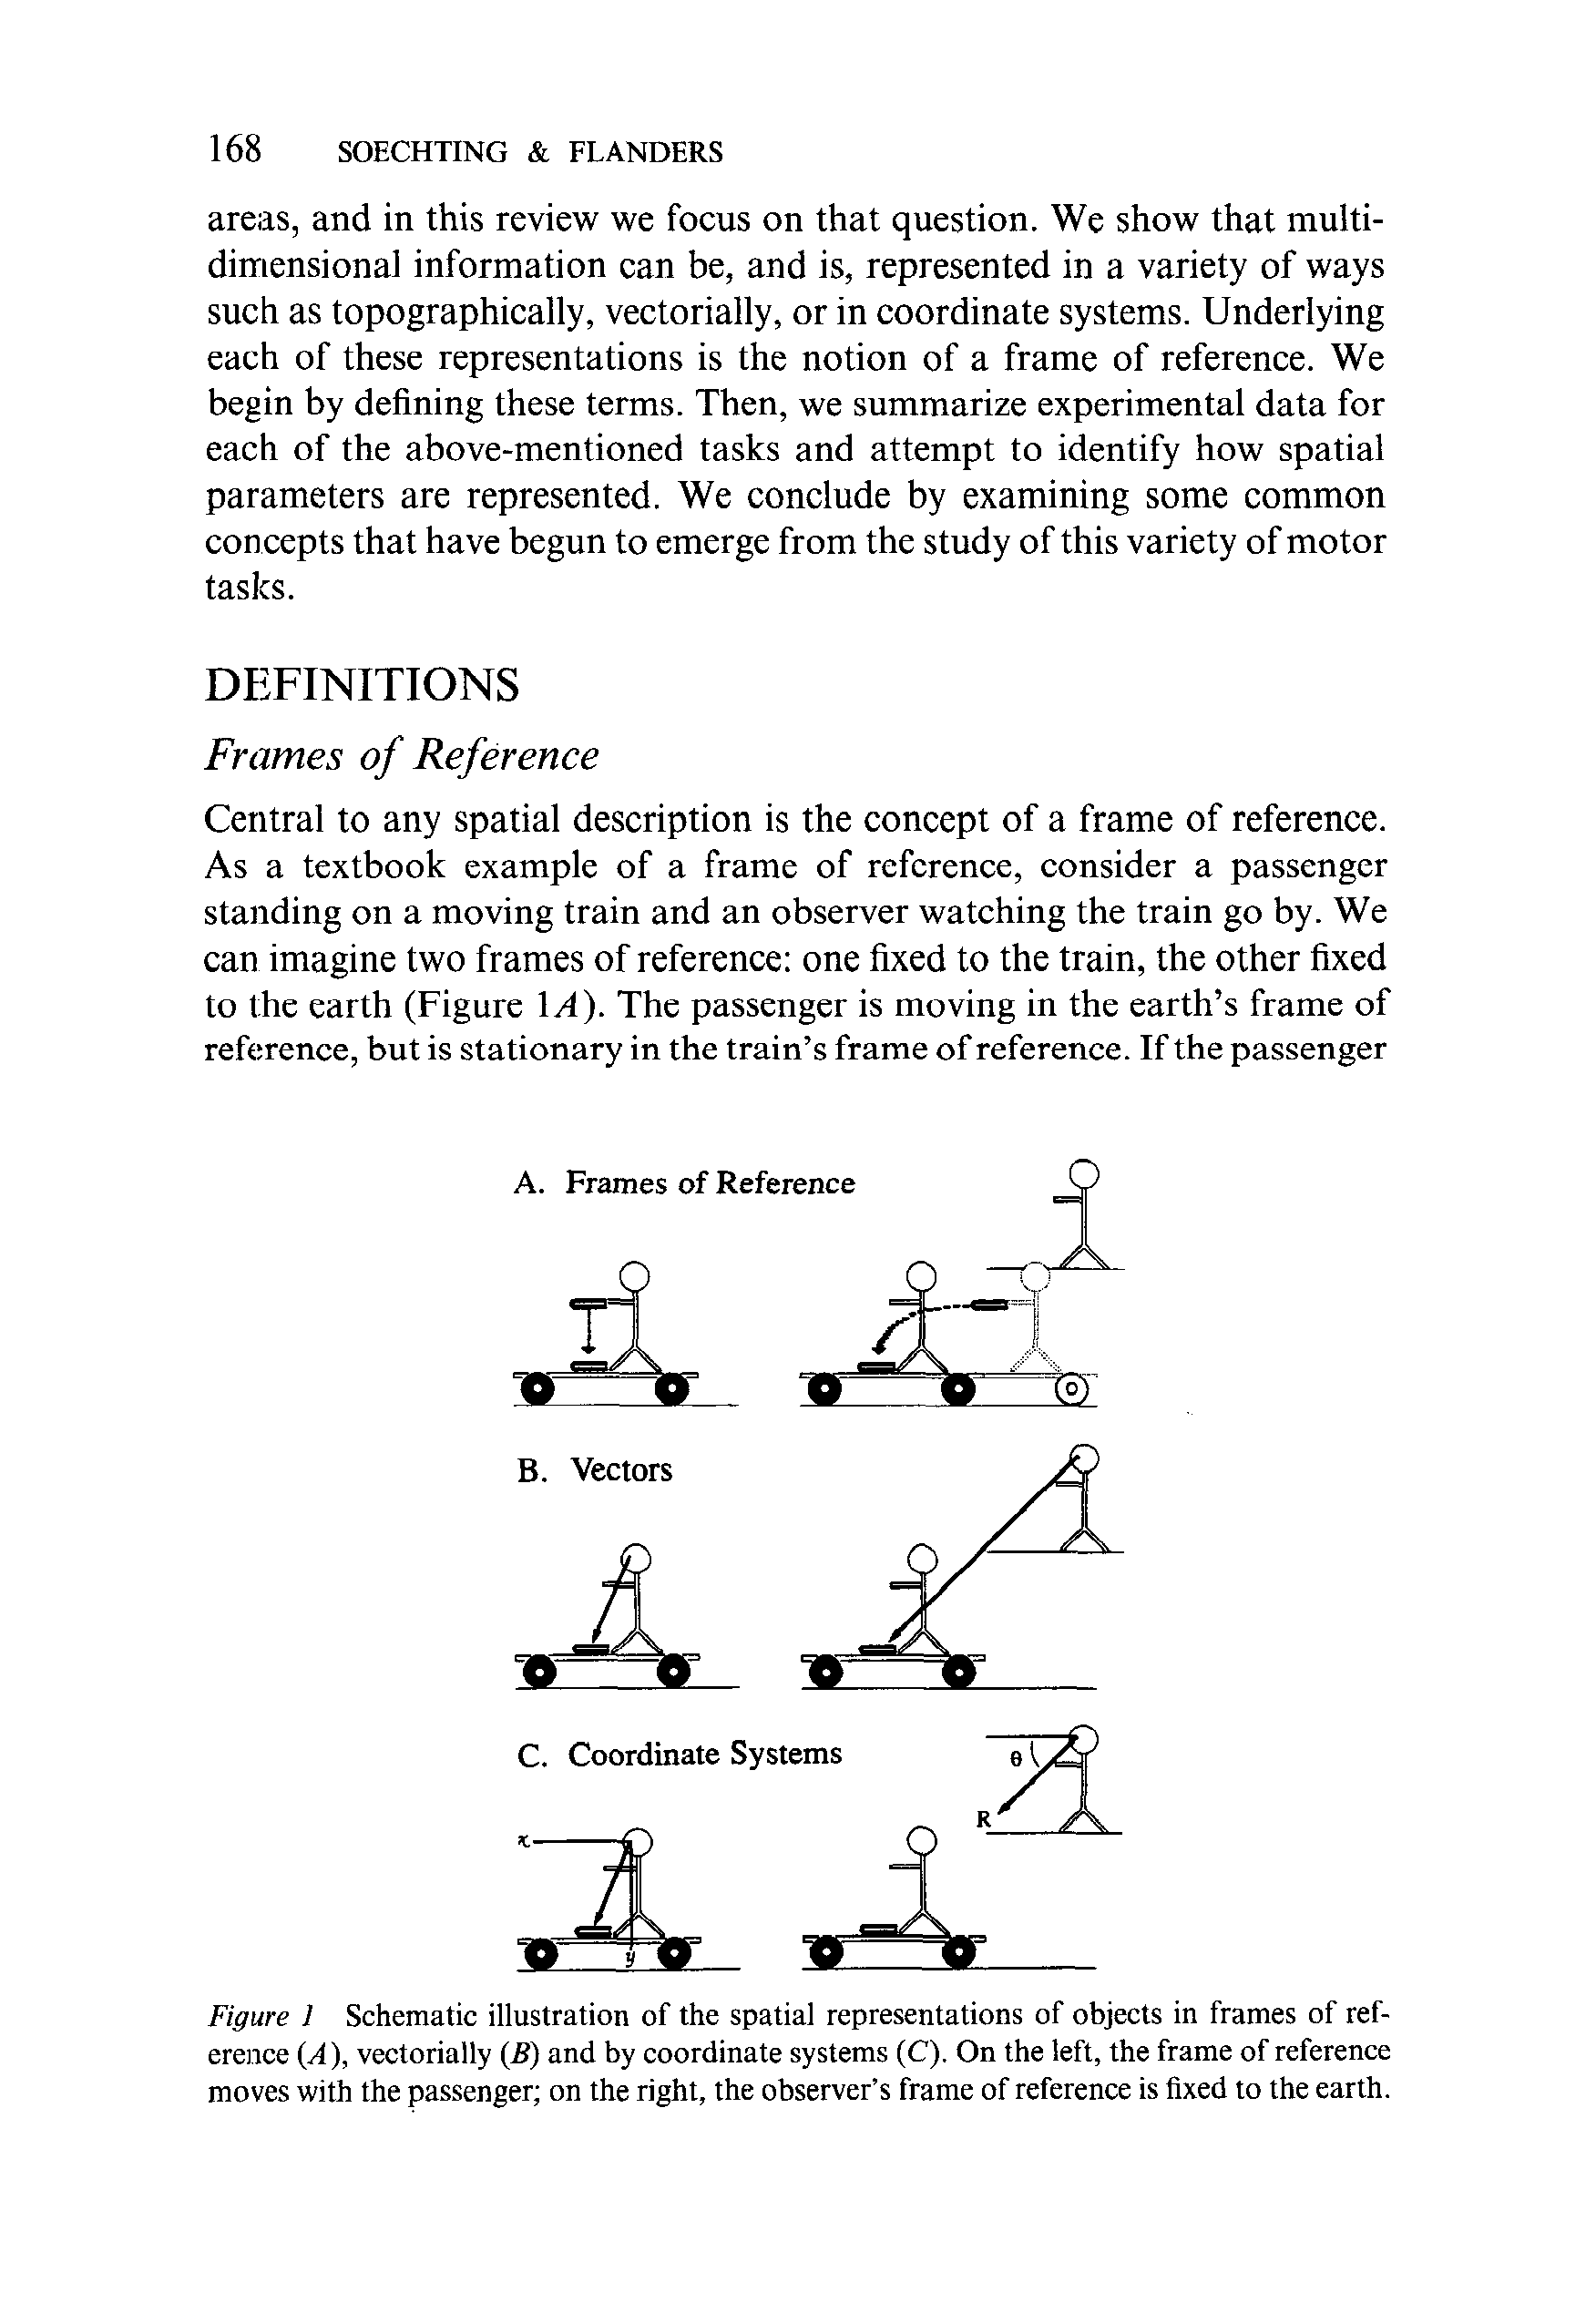 168 SOECHTING & FLANDERS
areas, and in this review we focus on that question. We show that multi-
dimensional information can be, and is, represented in a variety of ways
such as topographically, vectorially, or in coordinate systems. Underlying
each of these representations is the notion of a frame of reference. We
begin by defining these terms. Then, we summarize experimental data for
each of the above-mentioned tasks and attempt to identify how spatial
parameters are represented. We conclude by examining some common
concepts that have begun to emerge from the study of this variety of motor
tasks.
DEFINITIONS
Frames of Reference
Central to any spatial description is the concept of a frame of reference.
As a textbook example of a frame of reference, consider a passenger
standing on a moving train and an observer watching the train go by. We
can imagine two frames of reference: one fixed to the train, the other fixed
to the earth (Figure 1A). The passenger is moving in the earth's frame of
reference, but is stationary in the train's frame of reference. If the passenger
A. Frames of Reference
B. Vectors
C. Coordinate Systems
θ
R
x
y
Figure 1 Schematic illustration of the spatial representations of objects in frames of ref-
erence (A), vectorially (B) and by coordinate systems (C). On the left, the frame of reference
moves with the passenger; on the right, the observer's frame of reference is fixed to the earth.